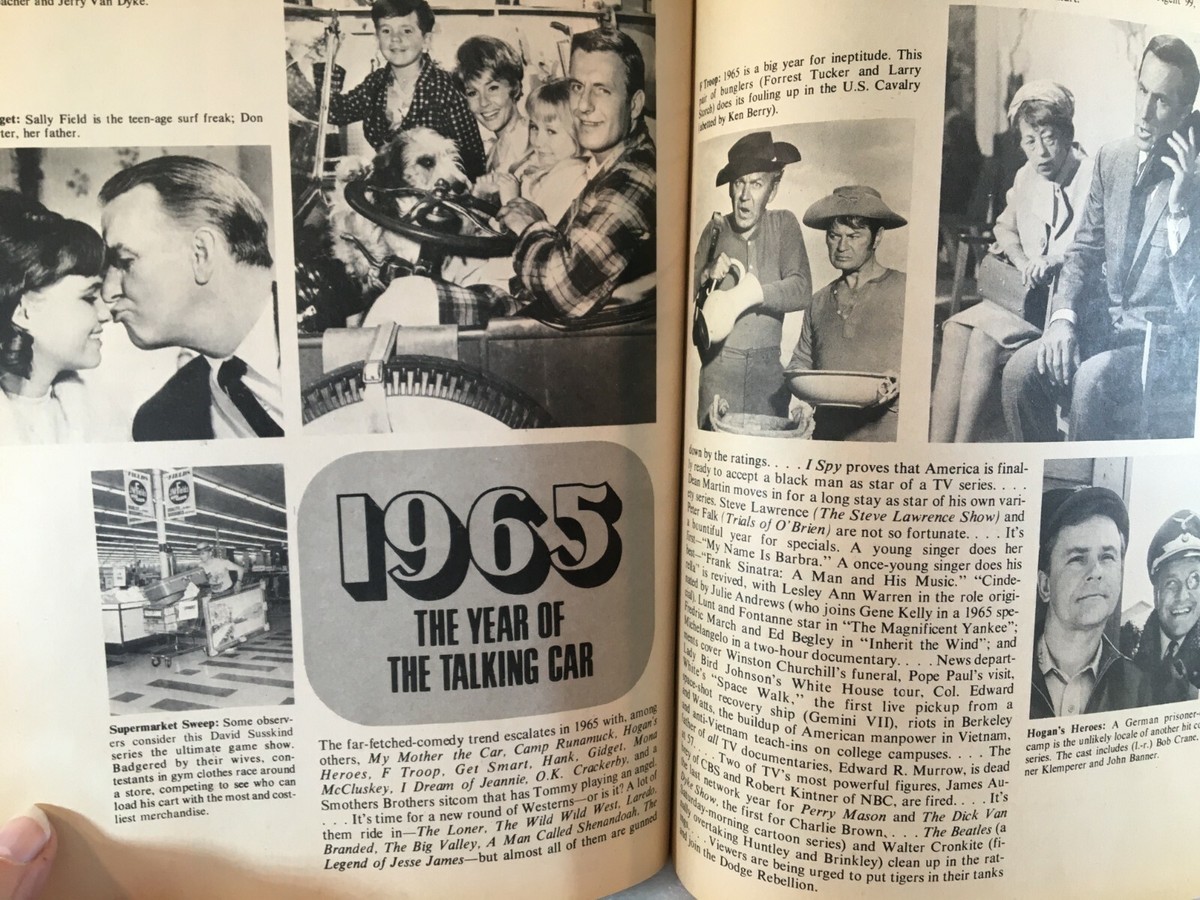 acher and Jerry Van Dyke.
get: Sally Field is the teen-age surf freak; Don
ter, her father.
Supermarket Sweep: Some observ-
ers consider this David Susskind
series the ultimate game show.
Badgered by their wives, con-
testants in gym clothes race around
a store, competing to see who can
load his cart with the most and cost-
liest merchandise.
1965
THE YEAR OF
THE TALKING CAR
The far-fetched-comedy trend escalates in 1965 with, among
others, My Mother the Car, Camp Runamuck, Hogan's
Heroes, F Troop, Get Smart, Hank, Gidget, Mona
McCluskey, I Dream of Jeannie, O.K. Crackerby, and a
Smothers Brothers sitcom that has Tommy playing an angel.
. . . It's time for a new round of Westerns—or is it? A lot of
them ride in—The Loner, The Wild Wild West, Laredo,
Branded, The Big Valley, A Man Called Shenandoah, The
Legend of Jesse James—but almost all of them are gunned
Agent 99,
F Troop: 1965 is a big year for ineptitude. This
pair of bunglers (Forrest Tucker and Larry
Storch) does its fouling up in the U.S. Cavalry
(abetted by Ken Berry).
down by the ratings. . . . I Spy proves that America is final-
ly ready to accept a black man as star of a TV series. . . .
Dean Martin moves in for a long stay as star of his own vari-
ety series. Steve Lawrence (The Steve Lawrence Show) and
Peter Falk (Trials of O'Brien) are not so fortunate. . . . It's
a bountiful year for specials. A young singer does her
first—"My Name Is Barbra." A once-young singer does his
best—"Frank Sinatra: A Man and His Music." "Cinde-
rella" is revived, with Lesley Ann Warren in the role origi-
nated by Julie Andrews (who joins Gene Kelly in a 1965 spe-
cial). Lunt and Fontanne star in "The Magnificent Yankee";
Fredric March and Ed Begley in "Inherit the Wind"; and
Michelangelo in a two-hour documentary. . . . News depart-
ments cover Winston Churchill's funeral, Pope Paul's visit,
Lady Bird Johnson's White House tour, Col. Edward
White's "Space Walk," the first live pickup from a
space-shot recovery ship (Gemini VII), riots in Berkeley
and Watts, the buildup of American manpower in Vietnam,
and anti-Vietnam teach-ins on college campuses. . . . The
father of all TV documentaries, Edward R. Murrow, is dead
at 57. . . . Two of TV's most powerful figures, James Au-
brey of CBS and Robert Kintner of NBC, are fired. . . . It's
the last network year for Perry Mason and The Dick Van
Dyke Show, the first for Charlie Brown. . . . The Beatles (a
Saturday-morning cartoon series) and Walter Cronkite (fi-
nally overtaking Huntley and Brinkley) clean up in the rat-
ings. . . . Viewers are being urged to put tigers in their tanks
and join the Dodge Rebellion.
Hogan's Heroes: A German prisoner-
camp is the unlikely locale of another hit co
series. The cast includes (l.-r.) Bob Crane,
ner Klemperer and John Banner.